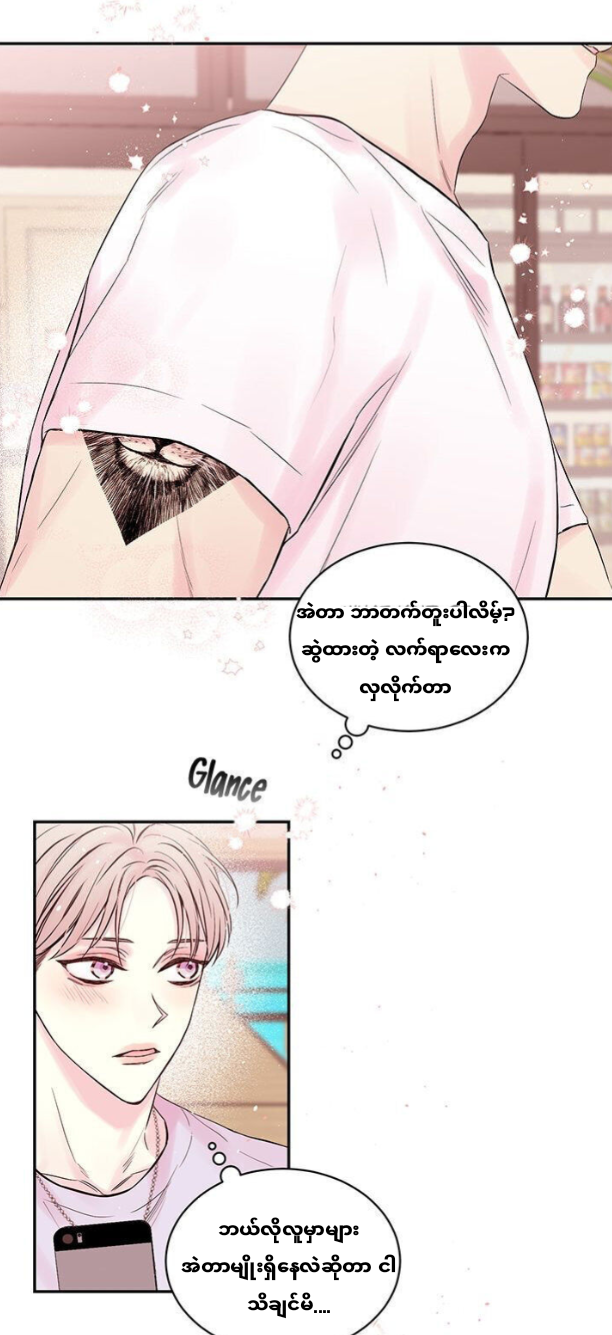 အဲတာ ဘာတက်တူးပါလိမ့်?
ဆွဲထားတဲ့ လက်ရာလေးက
လှလိုက်တာ
Glance
ဘယ်လိုလူမှာများ
အဲတာမျိုးရှိနေလဲဆိုတာ ငါ
သိချင်မိ....